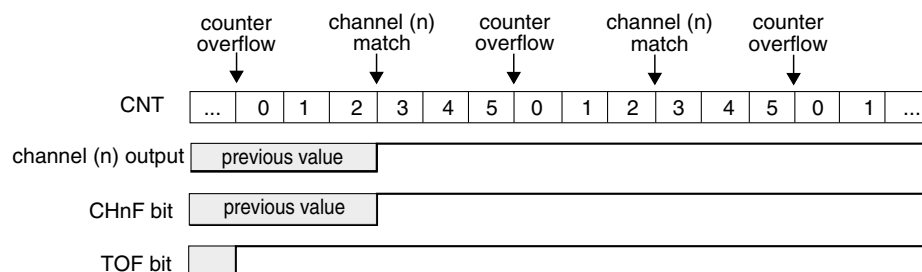 counter overflow
channel (n) match
counter overflow
channel (n) match
counter overflow
CNT ... 0 1 2 3 4 5 0 1 2 3 4 5 0 1 ...
channel (n) output previous value
CHnF bit previous value
TOF bit